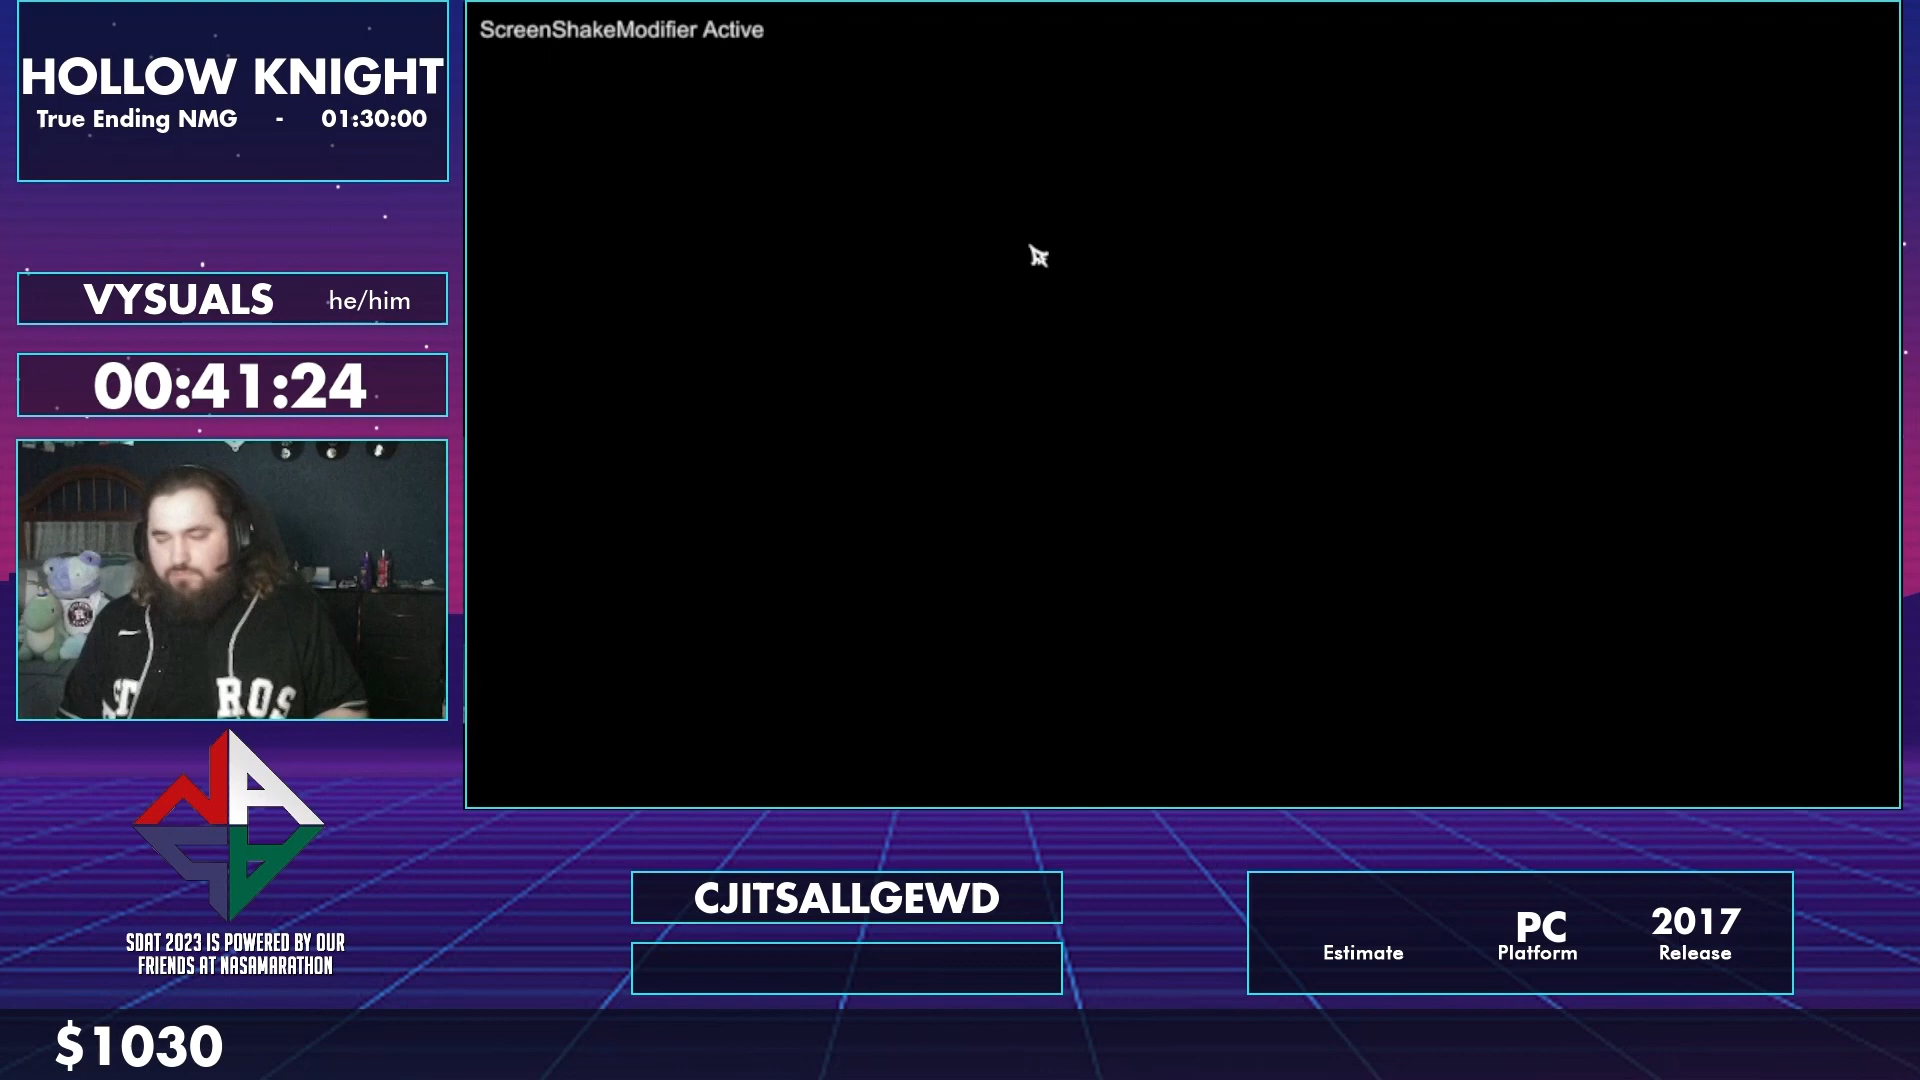 ScreenShakeModifier Active
HOLLOW KNIGHT
True Ending NMG - 01:30:00
VYSUALS he/him
00:41:24
ROS
SDAT 2023 IS POWERED BY OUR
FRIENDS AT NASAMARATHON
CJITSALLGEWD
PC 2017
Estimate Platform Release
$1030